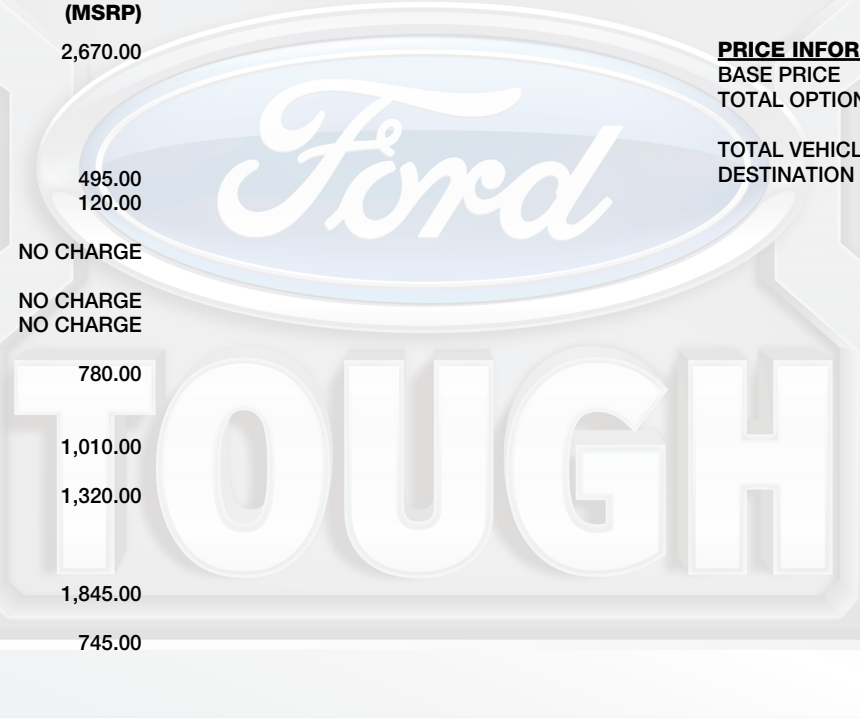 (MSRP)
2,670.00
495.00
120.00
NO CHARGE
NO CHARGE
NO CHARGE
780.00
1,010.00
1,320.00
1,845.00
745.00
PRICE INFOR
BASE PRICE
TOTAL OPTION
TOTAL VEHICL
DESTINATION
Ford
TOUGH